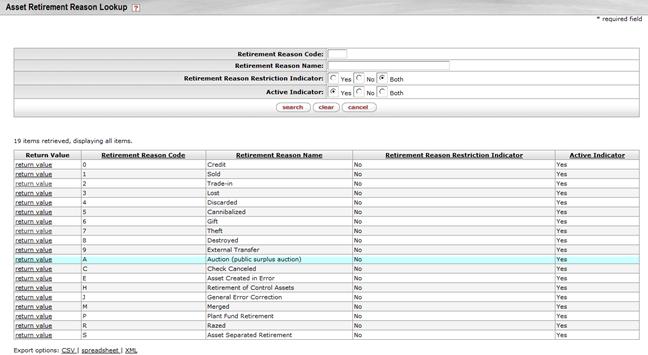 Asset Retirement Reason Lookup ?
* required field
Retirement Reason Code:
Retirement Reason Name:
Retirement Reason Restriction Indicator: Yes No Both
Active Indicator: Yes No Both
search clear cancel
19 items retrieved, displaying all items.
Return Value Retirement Reason Code Retirement Reason Name Retirement Reason Restriction Indicator Active Indicator
return value 0 Credit No Yes
return value 1 Sold No Yes
return value 2 Trade-in No Yes
return value 3 Lost No Yes
return value 4 Discarded No Yes
return value 5 Cannibalized No Yes
return value 6 Gift No Yes
return value 7 Theft No Yes
return value 8 Destroyed No Yes
return value 9 External Transfer No Yes
return value A Auction (public surplus auction) No Yes
return value C Check Canceled No Yes
return value E Asset Created in Error No Yes
return value H Retirement of Control Assets No Yes
return value J General Error Correction No Yes
return value M Merged No Yes
return value P Plant Fund Retirement No Yes
return value R Razed No Yes
return value S Asset Separated Retirement No Yes
Export options: CSV | spreadsheet | XML